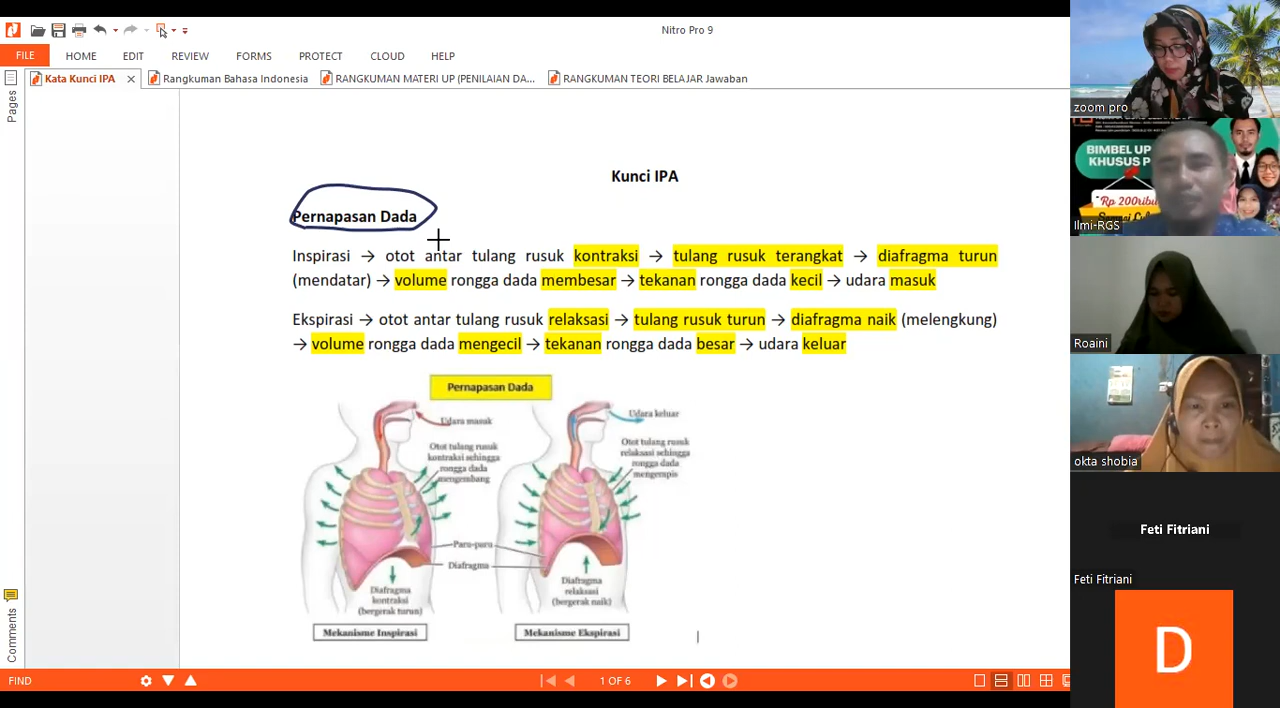 Nitro Pro 9
FILE HOME EDIT REVIEW FORMS PROTECT CLOUD HELP
Kata Kunci IPA Rangkuman Bahasa Indonesia RANGKUMAN MATERI UP (PENILAIAN DA... RANGKUMAN TEORI BELAJAR Jawaban
Pages
Kunci IPA
Pernapasan Dada
Inspirasi → otot antar tulang rusuk kontraksi → tulang rusuk terangkat → diafragma turun
(mendatar) → volume rongga dada membesar → tekanan rongga dada kecil → udara masuk
Ekspirasi → otot antar tulang rusuk relaksasi → tulang rusuk turun → diafragma naik (melengkung)
→ volume rongga dada mengecil → tekanan rongga dada besar → udara keluar
Pernapasan Dada
Udara masuk
Otot tulang rusuk
kontraksi sehingga
rongga dada
mengembang
Udara keluar
Otot tulang rusuk
relaksasi sehingga
rongga dada
mengempis
Paru-paru
Diafragma
Diafragma
kontraksi
(bergerak turun)
Diafragma
relaksasi
(bergerak naik)
Mekanisme Inspirasi
Mekanisme Ekspirasi
Comments
FIND
1 OF 6
zoom pro
BIMBEL UP
KHUSUS P
Rp 200ribu
Ilmi-RGS
Roaini
okta shobia
Feti Fitriani
Feti Fitriani
D